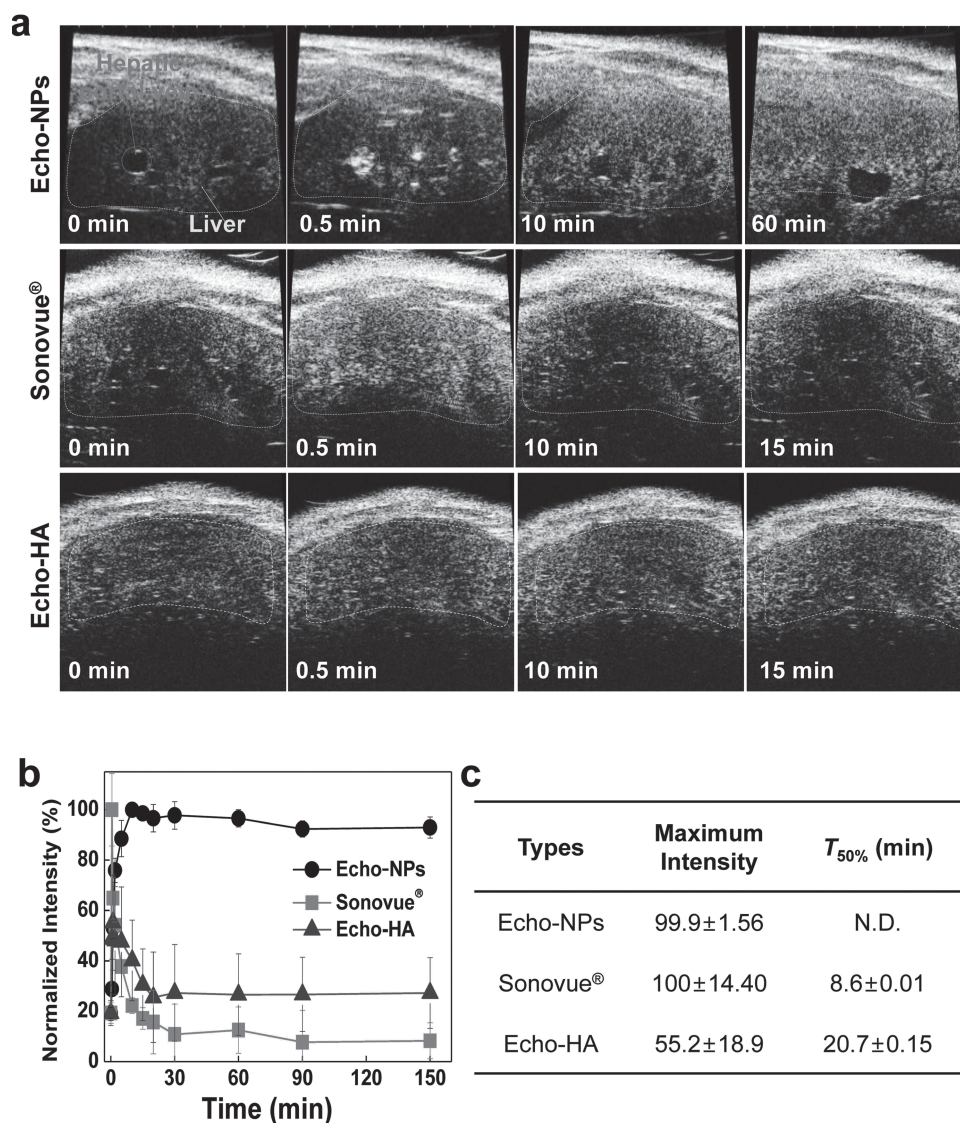 a
Echo-NPs
Hepatic
0 min
Liver
0.5 min
10 min
60 min
Sonovue®
0 min
0.5 min
10 min
15 min
Echo-HA
0 min
0.5 min
10 min
15 min
b
Normalized Intensity (%)
100
80
60
40
20
0
Echo-NPs
Sonovue®
Echo-HA
0 30 60 90 120 150
Time (min)
c
Types Maximum Intensity T50% (min)
Echo-NPs 99.9±1.56 N.D.
Sonovue® 100±14.40 8.6±0.01
Echo-HA 55.2±18.9 20.7±0.15